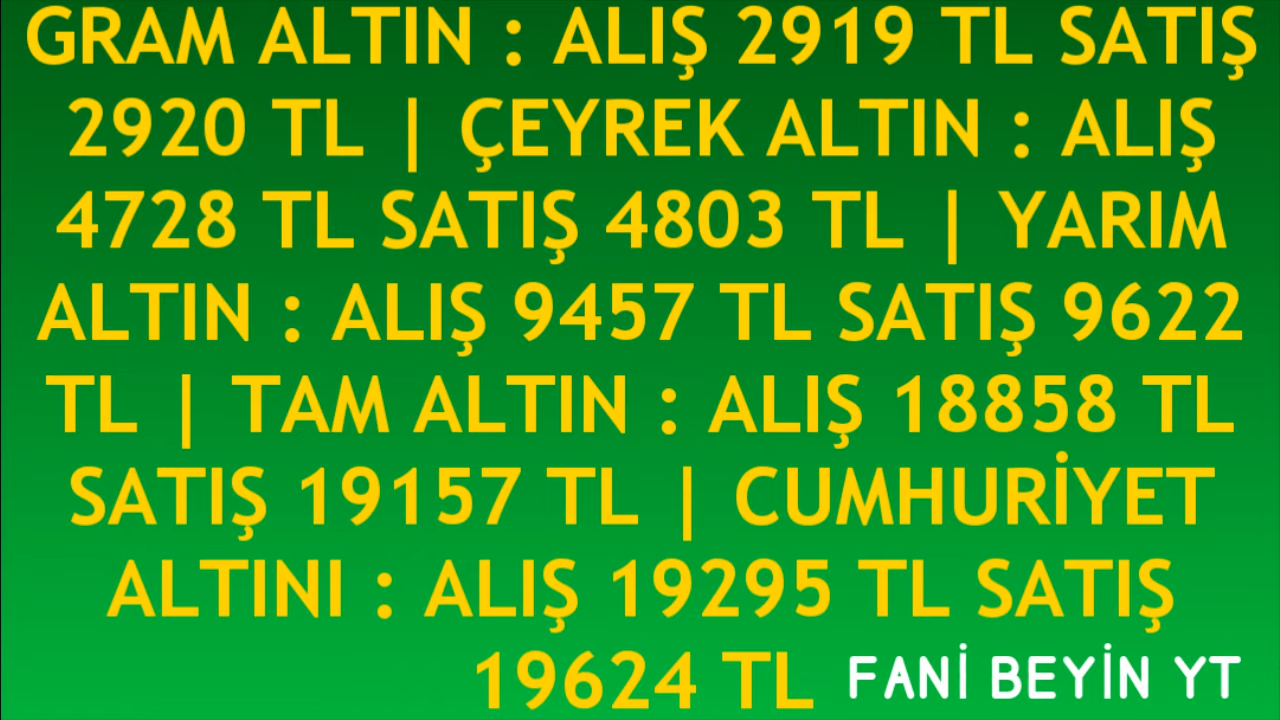 GRAM ALTIN : ALIŞ 2919 TL SATIŞ
2920 TL | ÇEYREK ALTIN : ALIŞ
4728 TL SATIŞ 4803 TL | YARIM
ALTIN : ALIŞ 9457 TL SATIŞ 9622
TL | TAM ALTIN : ALIŞ 18858 TL
SATIŞ 19157 TL | CUMHURİYET
ALTINI : ALIŞ 19295 TL SATIŞ
19624 TL
FANİ BEYİN YT